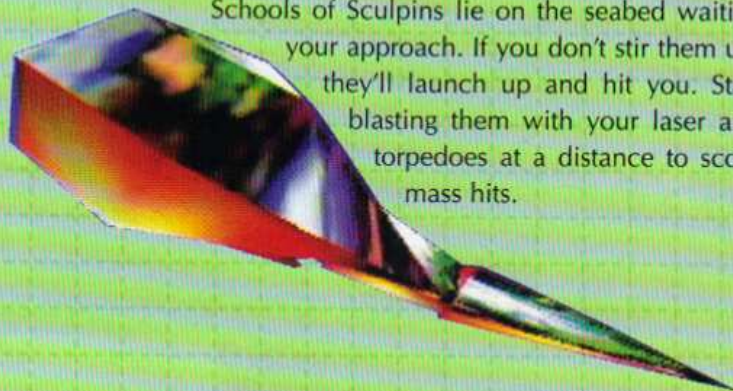 Schools of Sculpins lie on the seabed
your approach. If you don't stir them
they'll launch up and hit you.
blasting them with your laser
torpedoes at a distance to
mass hits.